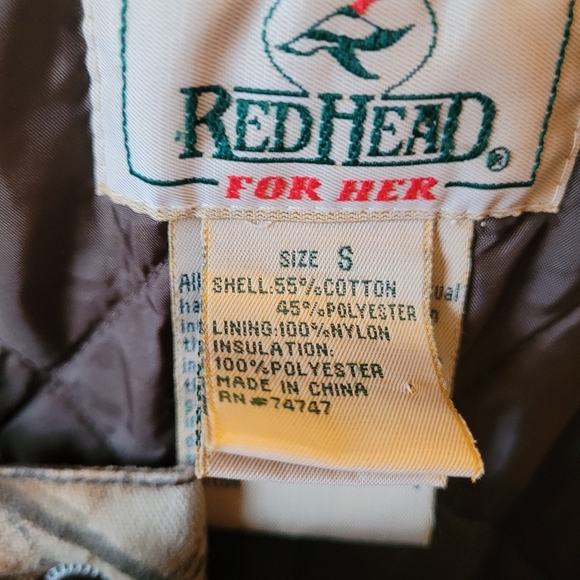 REDHEAD®
FOR HER
SIZE S
SHELL:55%COTTON
45%POLYESTER
LINING:100%NYLON
INSULATION:
100%POLYESTER
MADE IN CHINA
RN#74747
All